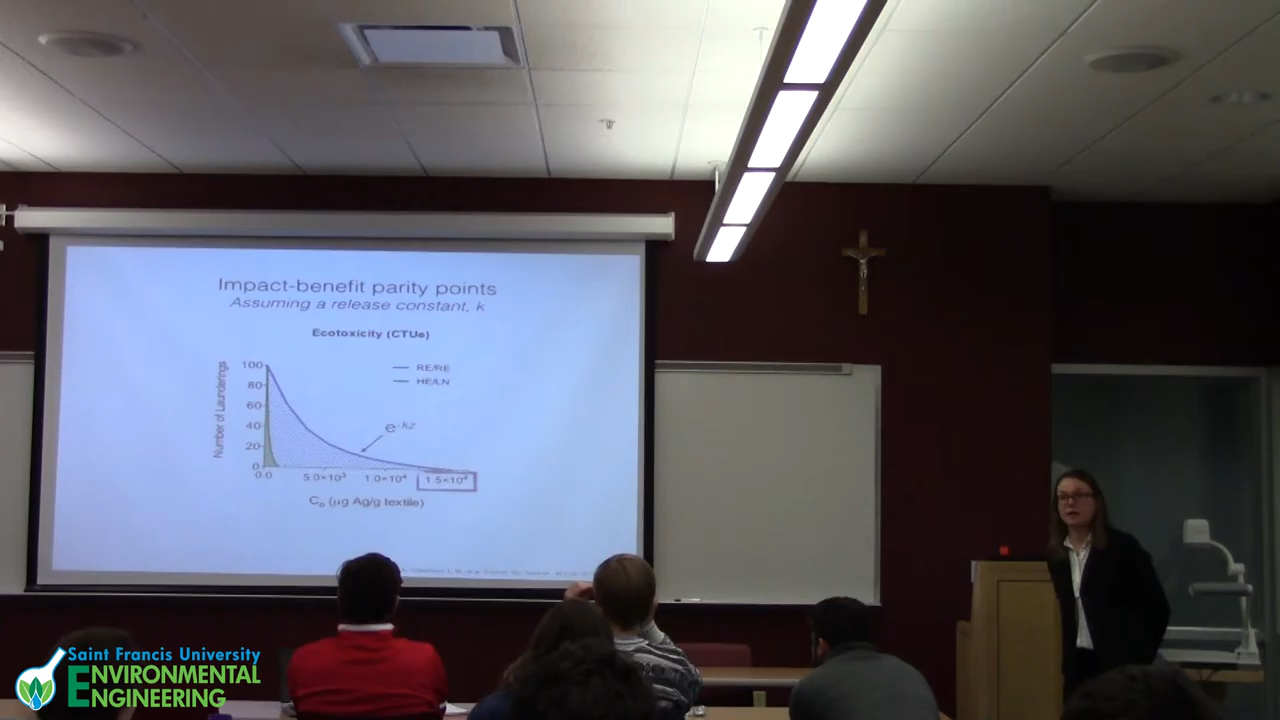 Impact-benefit parity points
Assuming a release constant, k
Ecotoxicity (CTUe)
Number of Launderings
100
80
60
40
20
0
RE/RE
HE/LN
e-kz
0.0
5.0×10³
1.0×10⁴
1.5×10⁴
C₀ (µg Ag/g textile)
Saint Francis University
ENVIRONMENTAL
ENGINEERING